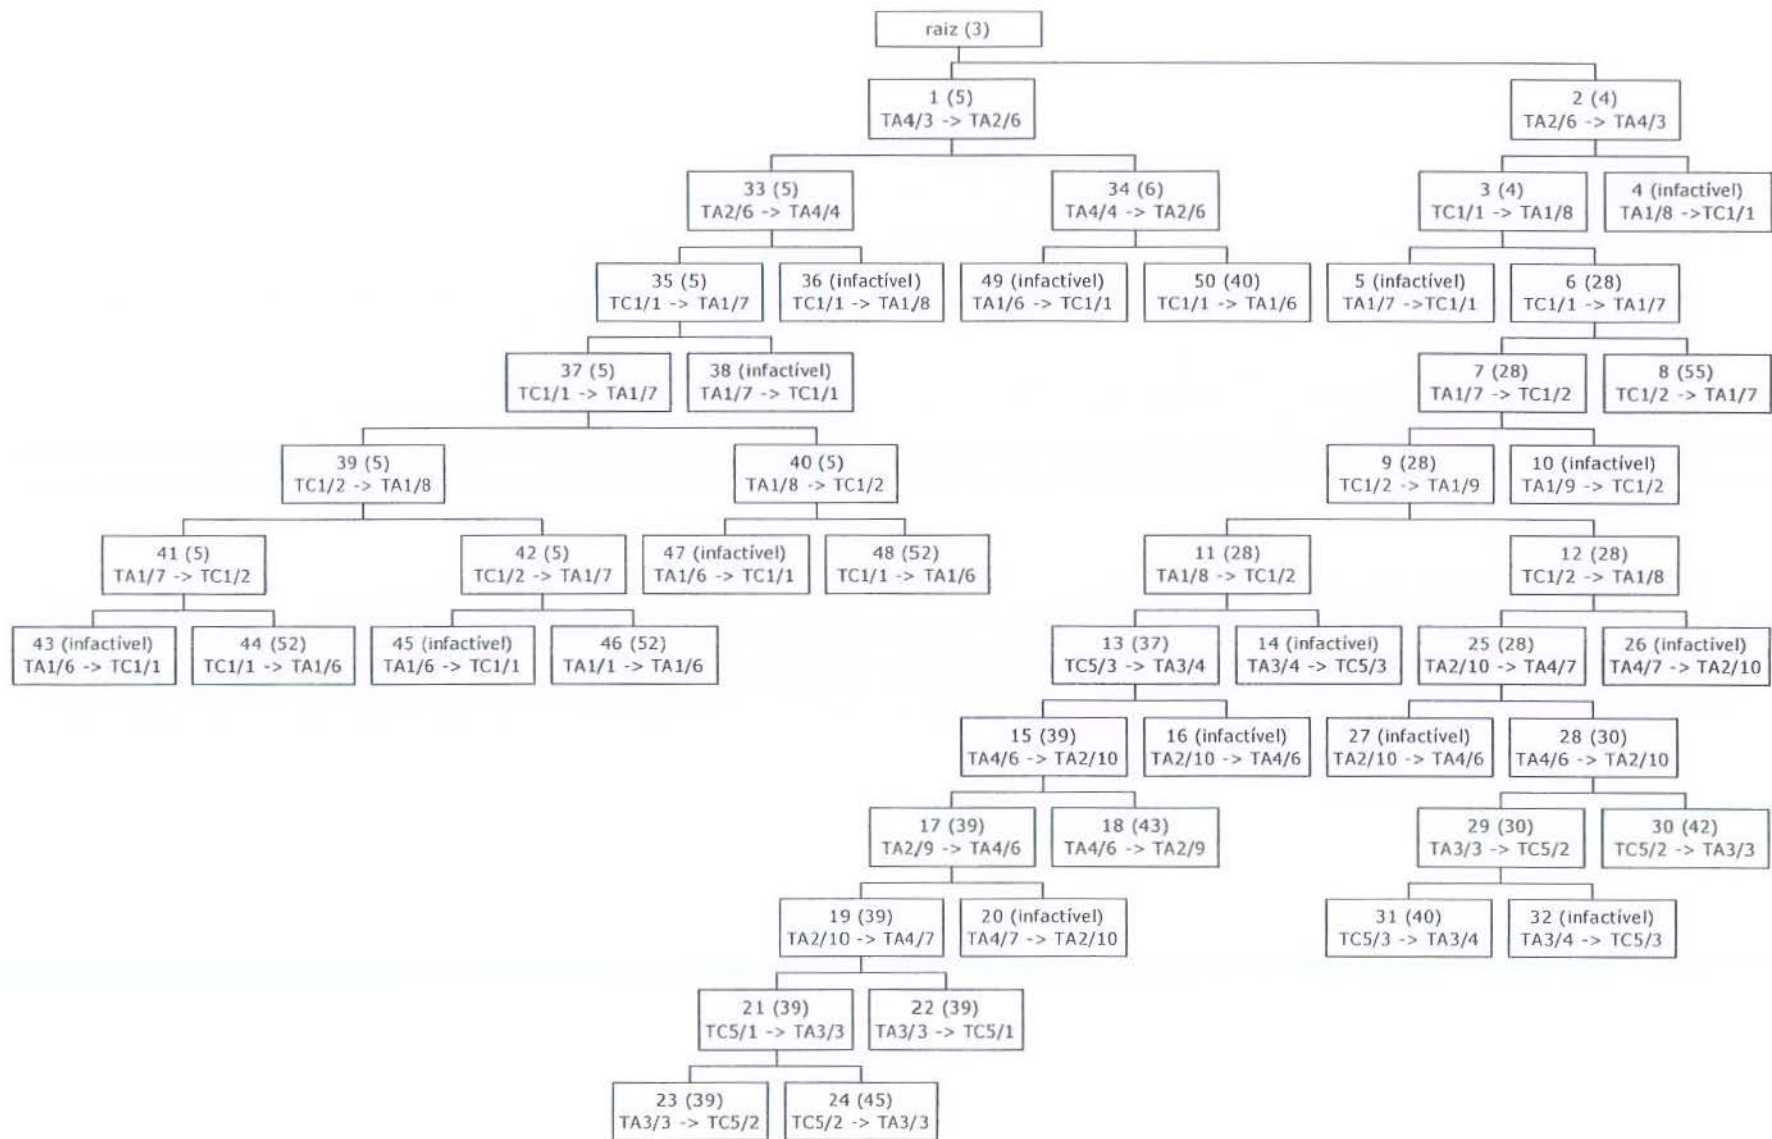 raiz (3)
1 (5)
TA4/3 -> TA2/6
2 (4)
TA2/6 -> TA4/3
33 (5)
TA2/6 -> TA4/4
34 (6)
TA4/4 -> TA2/6
3 (4)
TC1/1 -> TA1/8
4 (infactível)
TA1/8 ->TC1/1
35 (5)
TC1/1 -> TA1/7
36 (infactível)
TC1/1 -> TA1/8
49 (infactível)
TA1/6 -> TC1/1
50 (40)
TC1/1 -> TA1/6
5 (infactível)
TA1/7 ->TC1/1
6 (28)
TC1/1 -> TA1/7
37 (5)
TC1/1 -> TA1/7
38 (infactível)
TA1/7 -> TC1/1
7 (28)
TA1/7 -> TC1/2
8 (55)
TC1/2 -> TA1/7
39 (5)
TC1/2 -> TA1/8
40 (5)
TA1/8 -> TC1/2
9 (28)
TC1/2 -> TA1/9
10 (infactível)
TA1/9 -> TC1/2
41 (5)
TA1/7 -> TC1/2
42 (5)
TC1/2 -> TA1/7
47 (infactível)
TA1/6 -> TC1/1
48 (52)
TC1/1 -> TA1/6
11 (28)
TA1/8 -> TC1/2
12 (28)
TC1/2 -> TA1/8
43 (infactível)
TA1/6 -> TC1/1
44 (52)
TC1/1 -> TA1/6
45 (infactível)
TA1/6 -> TC1/1
46 (52)
TA1/1 -> TA1/6
13 (37)
TC5/3 -> TA3/4
14 (infactível)
TA3/4 -> TC5/3
25 (28)
TA2/10 -> TA4/7
26 (infactível)
TA4/7 -> TA2/10
15 (39)
TA4/6 -> TA2/10
16 (infactível)
TA2/10 -> TA4/6
27 (infactível)
TA2/10 -> TA4/6
28 (30)
TA4/6 -> TA2/10
17 (39)
TA2/9 -> TA4/6
18 (43)
TA4/6 -> TA2/9
29 (30)
TA3/3 -> TC5/2
30 (42)
TC5/2 -> TA3/3
19 (39)
TA2/10 -> TA4/7
20 (infactível)
TA4/7 -> TA2/10
31 (40)
TC5/3 -> TA3/4
32 (infactível)
TA3/4 -> TC5/3
21 (39)
TC5/1 -> TA3/3
22 (39)
TA3/3 -> TC5/1
23 (39)
TA3/3 -> TC5/2
24 (45)
TC5/2 -> TA3/3